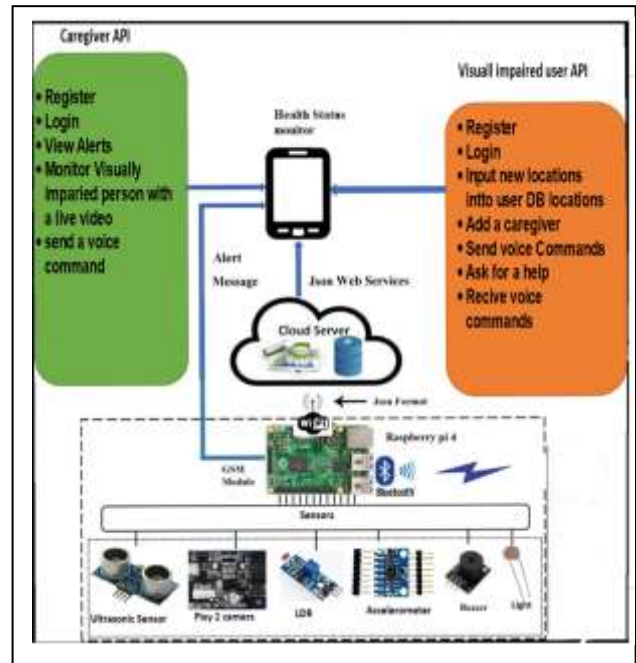 Caregiver API
• Register
• Login
• View Alerts
• Monitor Visually
Imparied person with
a live video
• send a voice
command
Health Status
monitor
Visuall impaired user API
• Register
• Login
• Input new locations
intto user DB locations
• Add a caregiver
• Send voice Commands
• Ask for a help
• Recive voice
commands
Alert
Message
Json Web Services
Cloud Server
Json Format
WiFi
Raspberry pi 4
GSM
Module
Bluetooth
Sensors
Ultrasonic Sensor
LDR
Accelerometer
Buzzer
Light